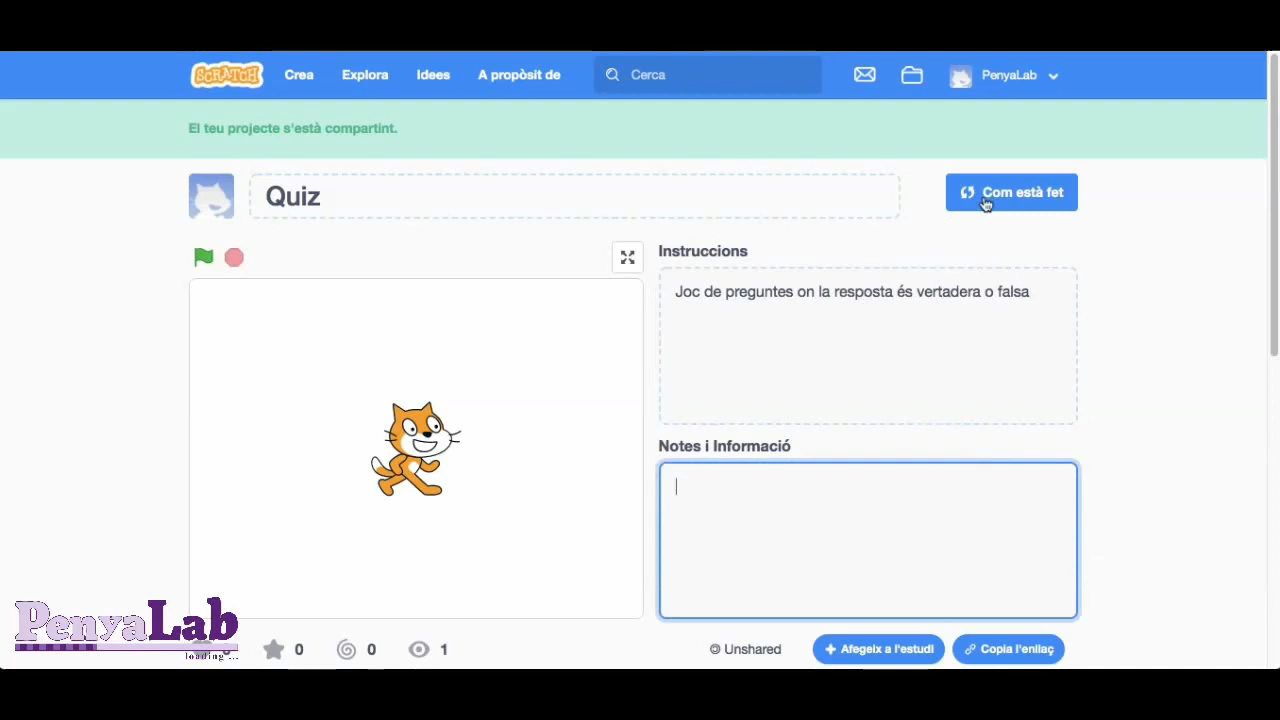 SCRATCH Crea Explora Idees A propòsit de Cerca PenyaLab
El teu projecte s'està compartint.
Quiz
Com està fet
Instruccions
Joc de preguntes on la resposta és vertadera o falsa
Notes i Informació
PenyaLab
loading ...
0 0 1
Unshared
Afegeix a l'estudi
Copia l'enllaç